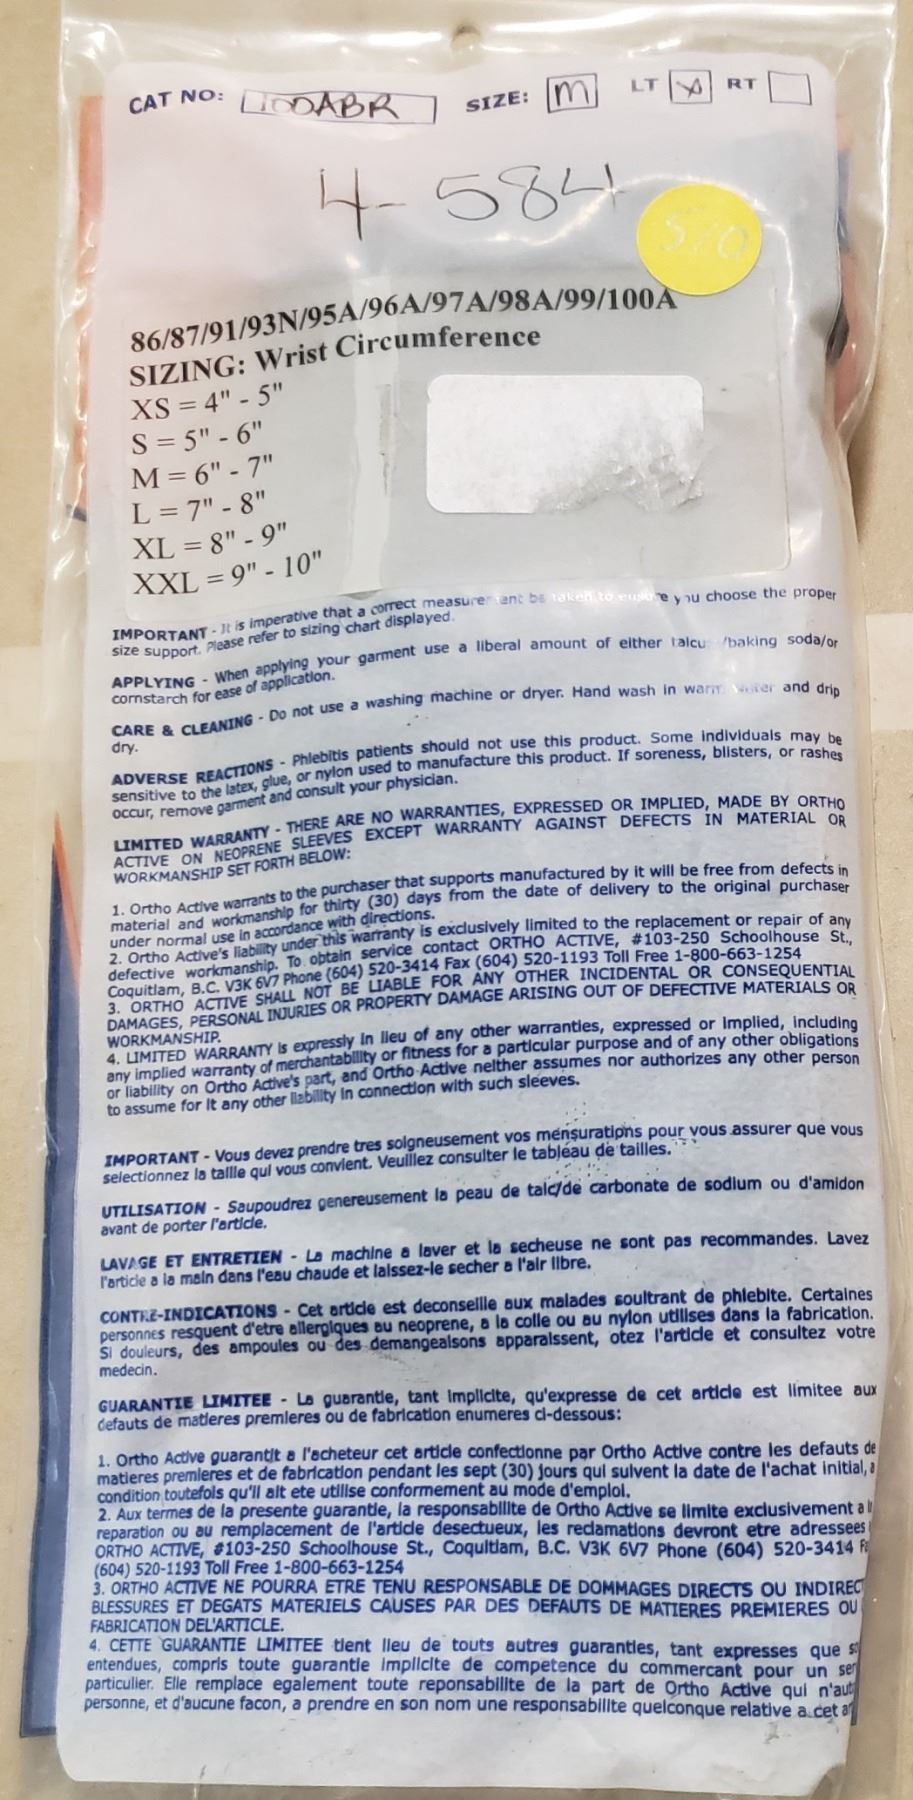 CAT NO: 100ABR SIZE: M LT RT
4-584
86/87/91/93N/95A/96A/97A/98A/99/100A
SIZING: Wrist Circumference
XS = 4" - 5"
S = 5" - 6"
M = 6" - 7"
L = 7" - 8"
XL = 8" - 9"
XXL = 9" - 10"
IMPORTANT - It is imperative that a correct measurement be taken to ensure you choose the proper
size support. Please refer to sizing chart displayed.
APPLYING - When applying your garment use a liberal amount of either /baking soda/or
cornstarch for ease of application.
CARE & CLEANING - Do not use a washing machine or dryer. Hand wash in warm water and drip
dry.
ADVERSE REACTIONS - Phlebitis patients should not use this product. Some individuals may be
sensitive to the latex, glue, or nylon used to manufacture this product. If soreness, blisters, or rashes
occur, remove garment and consult your physician.
LIMITED WARRANTY - THERE ARE NO WARRANTIES, EXPRESSED OR IMPLIED, MADE BY ORTHO
ACTIVE ON NEOPRENE SLEEVES EXCEPT WARRANTY AGAINST DEFECTS IN MATERIAL OR
WORKMANSHIP SET FORTH BELOW:
1. Ortho Active warrants to the purchaser that supports manufactured by it will be free from defects in
material and workmanship for thirty (30) days from the date of delivery to the original purchaser
under normal use in accordance with directions.
2. Ortho Active's liability under this warranty is exclusively limited to the replacement or repair of any
defective workmanship. To obtain service contact ORTHO ACTIVE, #103-250 Schoolhouse St.,
Coquitlam, B.C. V3K 6V7 Phone (604) 520-3414 Fax (604) 520-1193 Toll Free 1-800-663-1254
3. ORTHO ACTIVE SHALL NOT BE LIABLE FOR ANY OTHER INCIDENTAL OR CONSEQUENTIAL
DAMAGES, PERSONAL INJURIES OR PROPERTY DAMAGE ARISING OUT OF DEFECTIVE MATERIALS OR
WORKMANSHIP.
4. LIMITED WARRANTY is expressly in lieu of any other warranties, expressed or implied, including
any implied warranty of merchantability or fitness for a particular purpose and of any other obligations
or liability on Ortho Active's part, and Ortho Active neither assumes nor authorizes any other person
to assume for it any other liability in connection with such sleeves.
IMPORTANT - Vous devez prendre tres soigneusement vos mensurations pour vous assurer que vous
selectionnez la taille qui vous convient. Veuillez consulter le tableau de tailles.
UTILISATION - Saupoudrez genereusement la peau de talc/de carbonate de sodium ou d'amidon
avant de porter l'article.
LAVAGE ET ENTRETIEN - La machine a laver et la secheuse ne sont pas recommandes. Lavez
l'article a la main dans l'eau chaude et laissez-le secher a l'air libre.
CONTRE-INDICATIONS - Cet article est deconseille aux malades soultrant de phlebite. Certaines
personnes resquent d'etre allergiques au neoprene, a la colle ou au nylon utilises dans la fabrication.
Si douleurs, des ampoules ou des demangeaisons apparaissent, otez l'article et consultez votre
medecin.
GUARANTIE LIMITEE - La guarantie, tant implicite, qu'expresse de cet article est limitee aux
defauts de matieres premieres ou de fabrication enumeres ci-dessous:
1. Ortho Active guarantit a l'acheteur cet article confectionne par Ortho Active contre les defauts de
matieres premieres et de fabrication pendant les sept (30) jours qui suivent la date de l'achat initial, a
condition toutefois qu'il ait ete utilise conformement au mode d'emploi.
2. Aux termes de la presente guarantie, la responsabilite de Ortho Active se limite exclusivement a
reparation ou au remplacement de l'article desectueux, les reclamations devront etre adressees
ORTHO ACTIVE, #103-250 Schoolhouse St., Coquitlam, B.C. V3K 6V7 Phone (604) 520-3414
(604) 520-1193 Toll Free 1-800-663-1254
3. ORTHO ACTIVE NE POURRA ETRE TENU RESPONSABLE DE DOMMAGES DIRECTS OU INDIRECT
BLESSURES ET DEGATS MATERIELS CAUSES PAR DES DEFAUTS DE MATIERES PREMIERES OU
FABRICATION DEL'ARTICLE.
4. CETTE GUARANTIE LIMITEE tient lieu de touts autres guaranties, tant expresses que
entendues, compris toute guarantie implicite de competence du commercant pour un
particulier. Elle remplace egalement toute reponsabilite de la part de Ortho Active qui
personne, et d'aucune facon, a prendre en son nom une responsabilite quelconque relative a cet